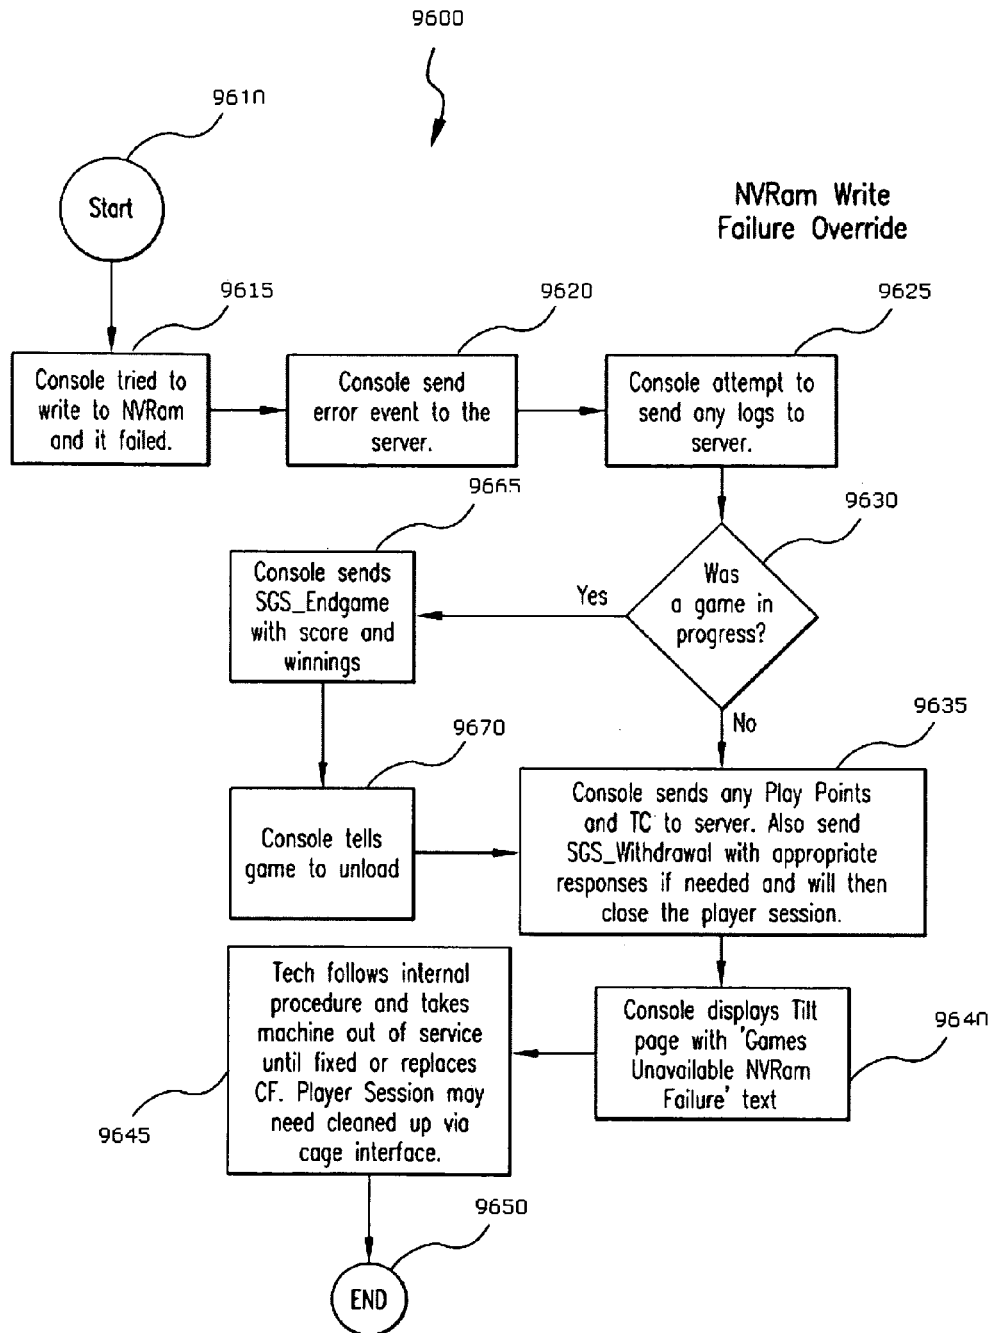 9600
9610
Start
NVRam Write
Failure Override
9615
Console tried to
write to NVRam
and it failed.
9620
Console send
error event to the
server.
9625
Console attempt to
send any logs to
server.
9630
Was
a game in
progress?
Yes
No
9665
Console sends
SGS_Endgame
with score and
winnings
9670
Console tells
game to unload
9635
Console sends any Play Points
and TC to server. Also send
SGS_Withdrawal with appropriate
responses if needed and will then
close the player session.
9640
Console displays Tilt
page with 'Games
Unavailable NVRam
Failure' text
Tech follows internal
procedure and takes
machine out of service
until fixed or replaces
CF. Player Session may
need cleaned up via
cage interface.
9645
9650
END